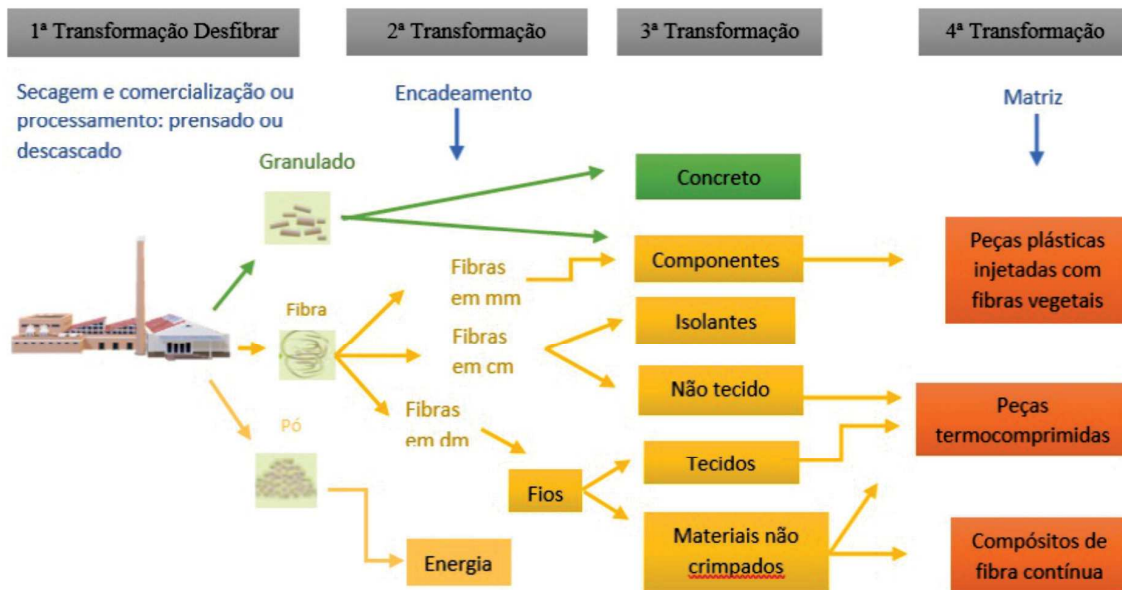 1ª Transformação Desfibrar
2ª Transformação
3ª Transformação
4ª Transformação
Secagem e comercialização ou
processamento: prensado ou
descascado
Encadeamento
Matriz
Granulado
Concreto
Componentes
Peças plásticas
injetadas com
fibras vegetais
Fibras
em mm
Fibra
Isolantes
Fibras
em cm
Não tecido
Peças
termocomprimidas
Fibras
em dm
Pó
Tecidos
Fios
Materiais não
crimpados
Compósitos de
fibra contínua
Energia